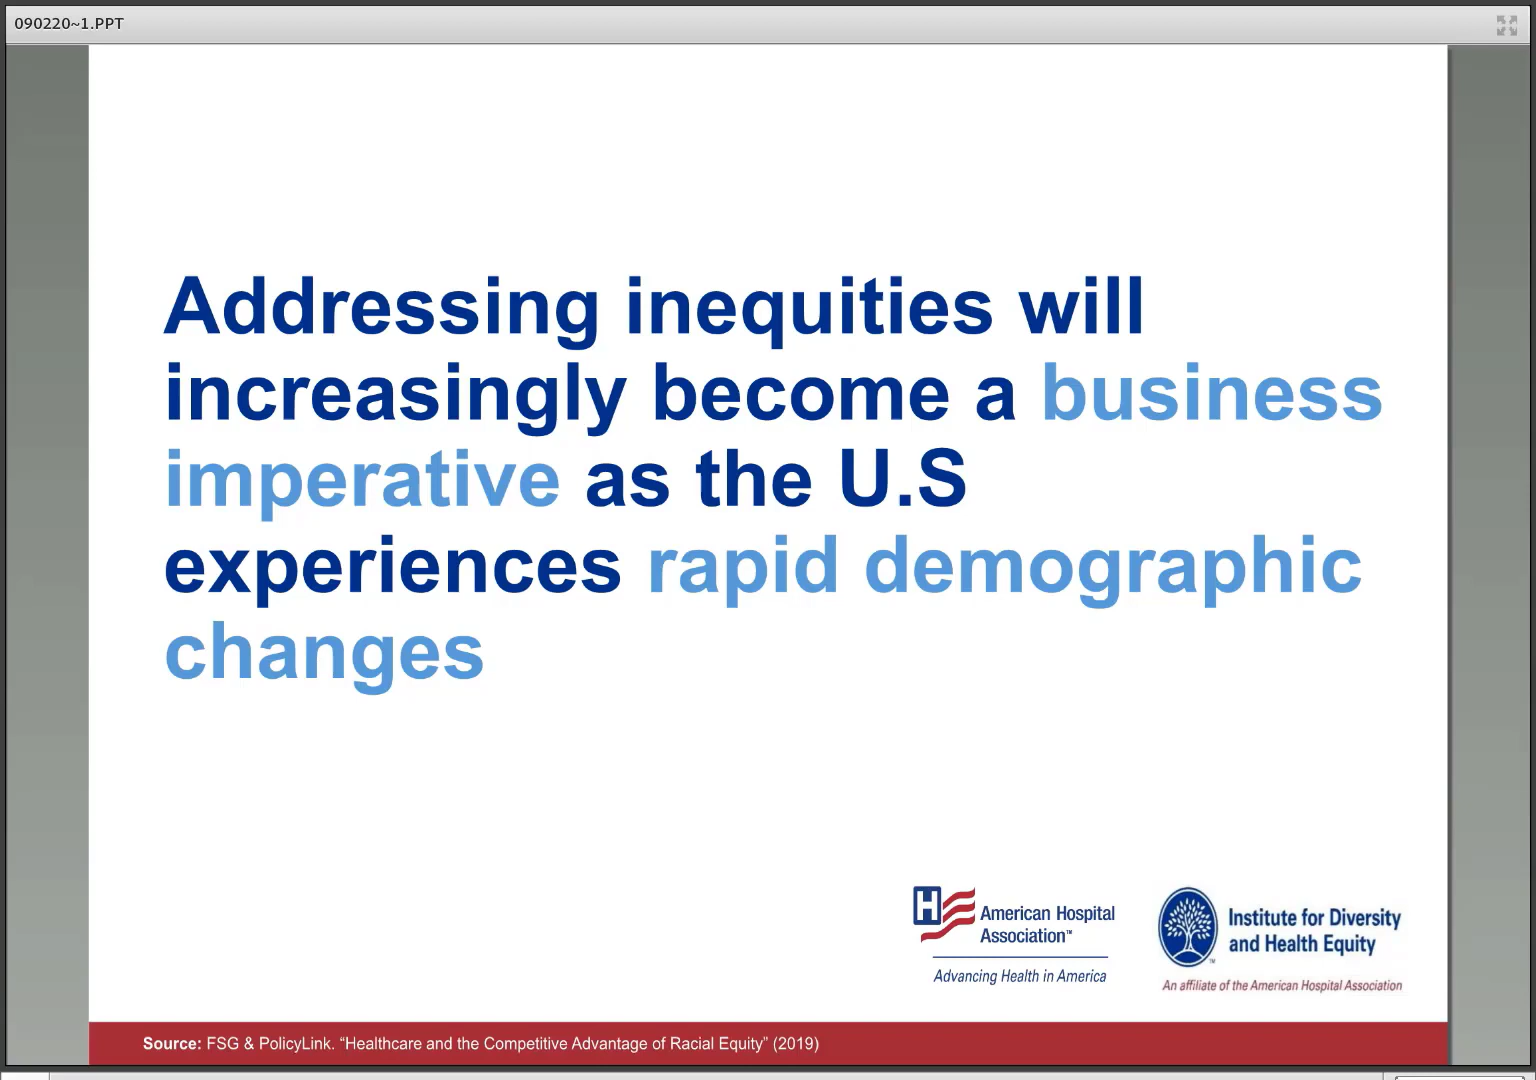 090220~1.PPT
Addressing inequities will
increasingly become a business
imperative as the U.S
experiences rapid demographic
changes
H
American Hospital
Association™
Advancing Health in America
Institute for Diversity
and Health Equity
TM
An affiliate of the American Hospital Association
Source: FSG & PolicyLink. “Healthcare and the Competitive Advantage of Racial Equity” (2019)